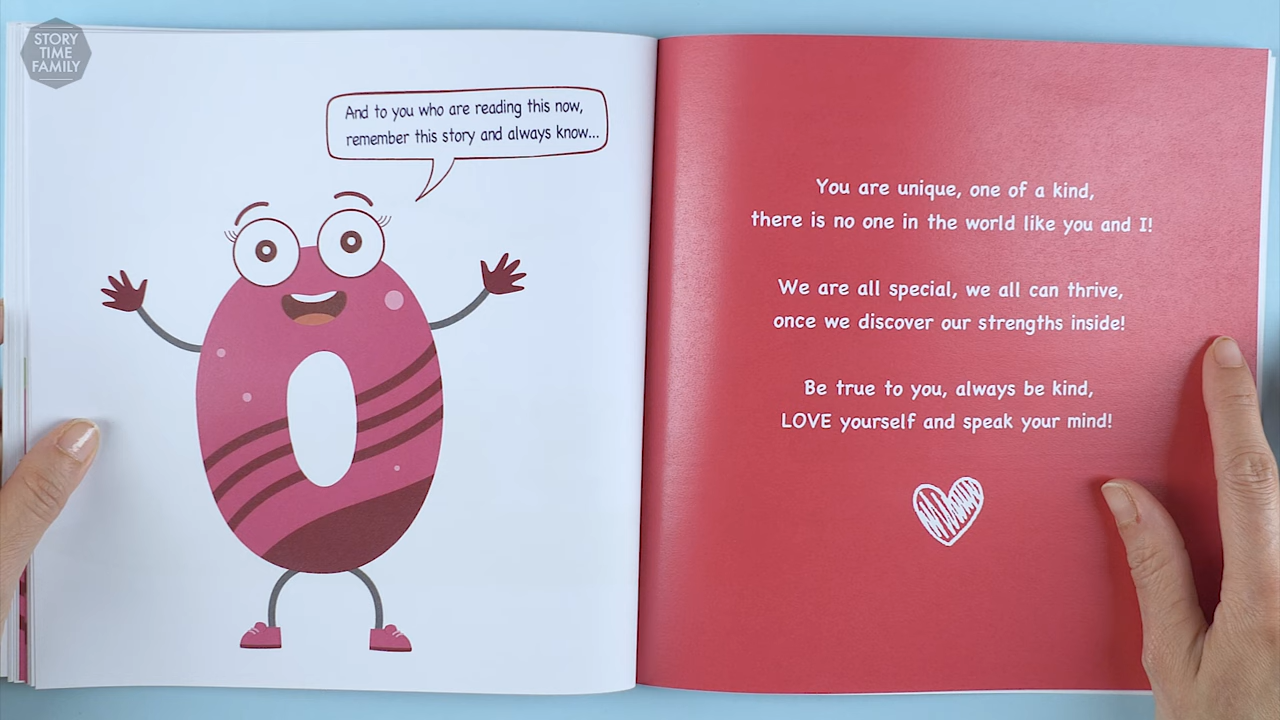 STORY
TIME
FAMILY
And to you who are reading this now,
remember this story and always know...
You are unique, one of a kind,
there is no one in the world like you and I!
We are all special, we all can thrive,
once we discover our strengths inside!
Be true to you, always be kind,
LOVE yourself and speak your mind!